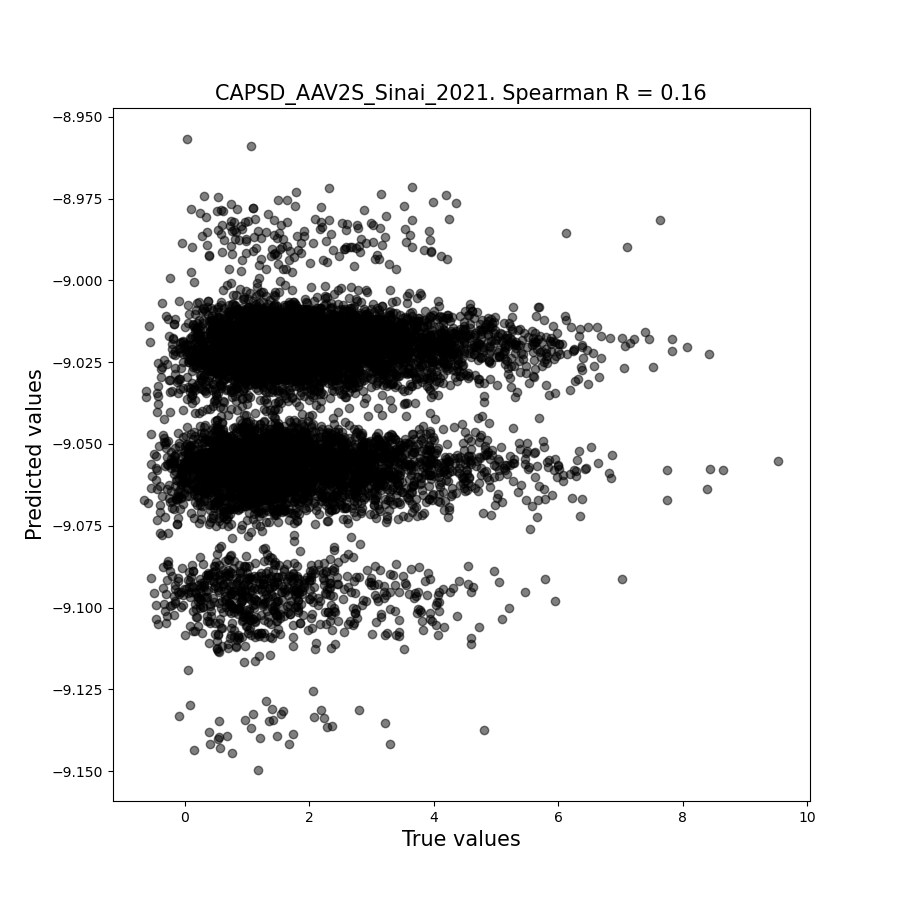 CAPSD_AAV2S_Sinai_2021. Spearman R = 0.16
−8.950
−8.975
−9.000
−9.025
−9.050
−9.075
−9.100
−9.125
−9.150
Predicted values
0 2 4 6 8 10
True values